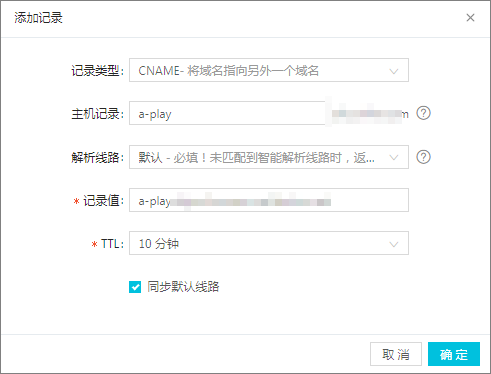 添加记录
记录类型: CNAME- 将域名指向另外一个域名
主机记录: a-play m
解析线路: 默认 - 必填！未匹配到智能解析线路时，返...
* 记录值: a-play
* TTL: 10 分钟
同步默认线路
取消 确定